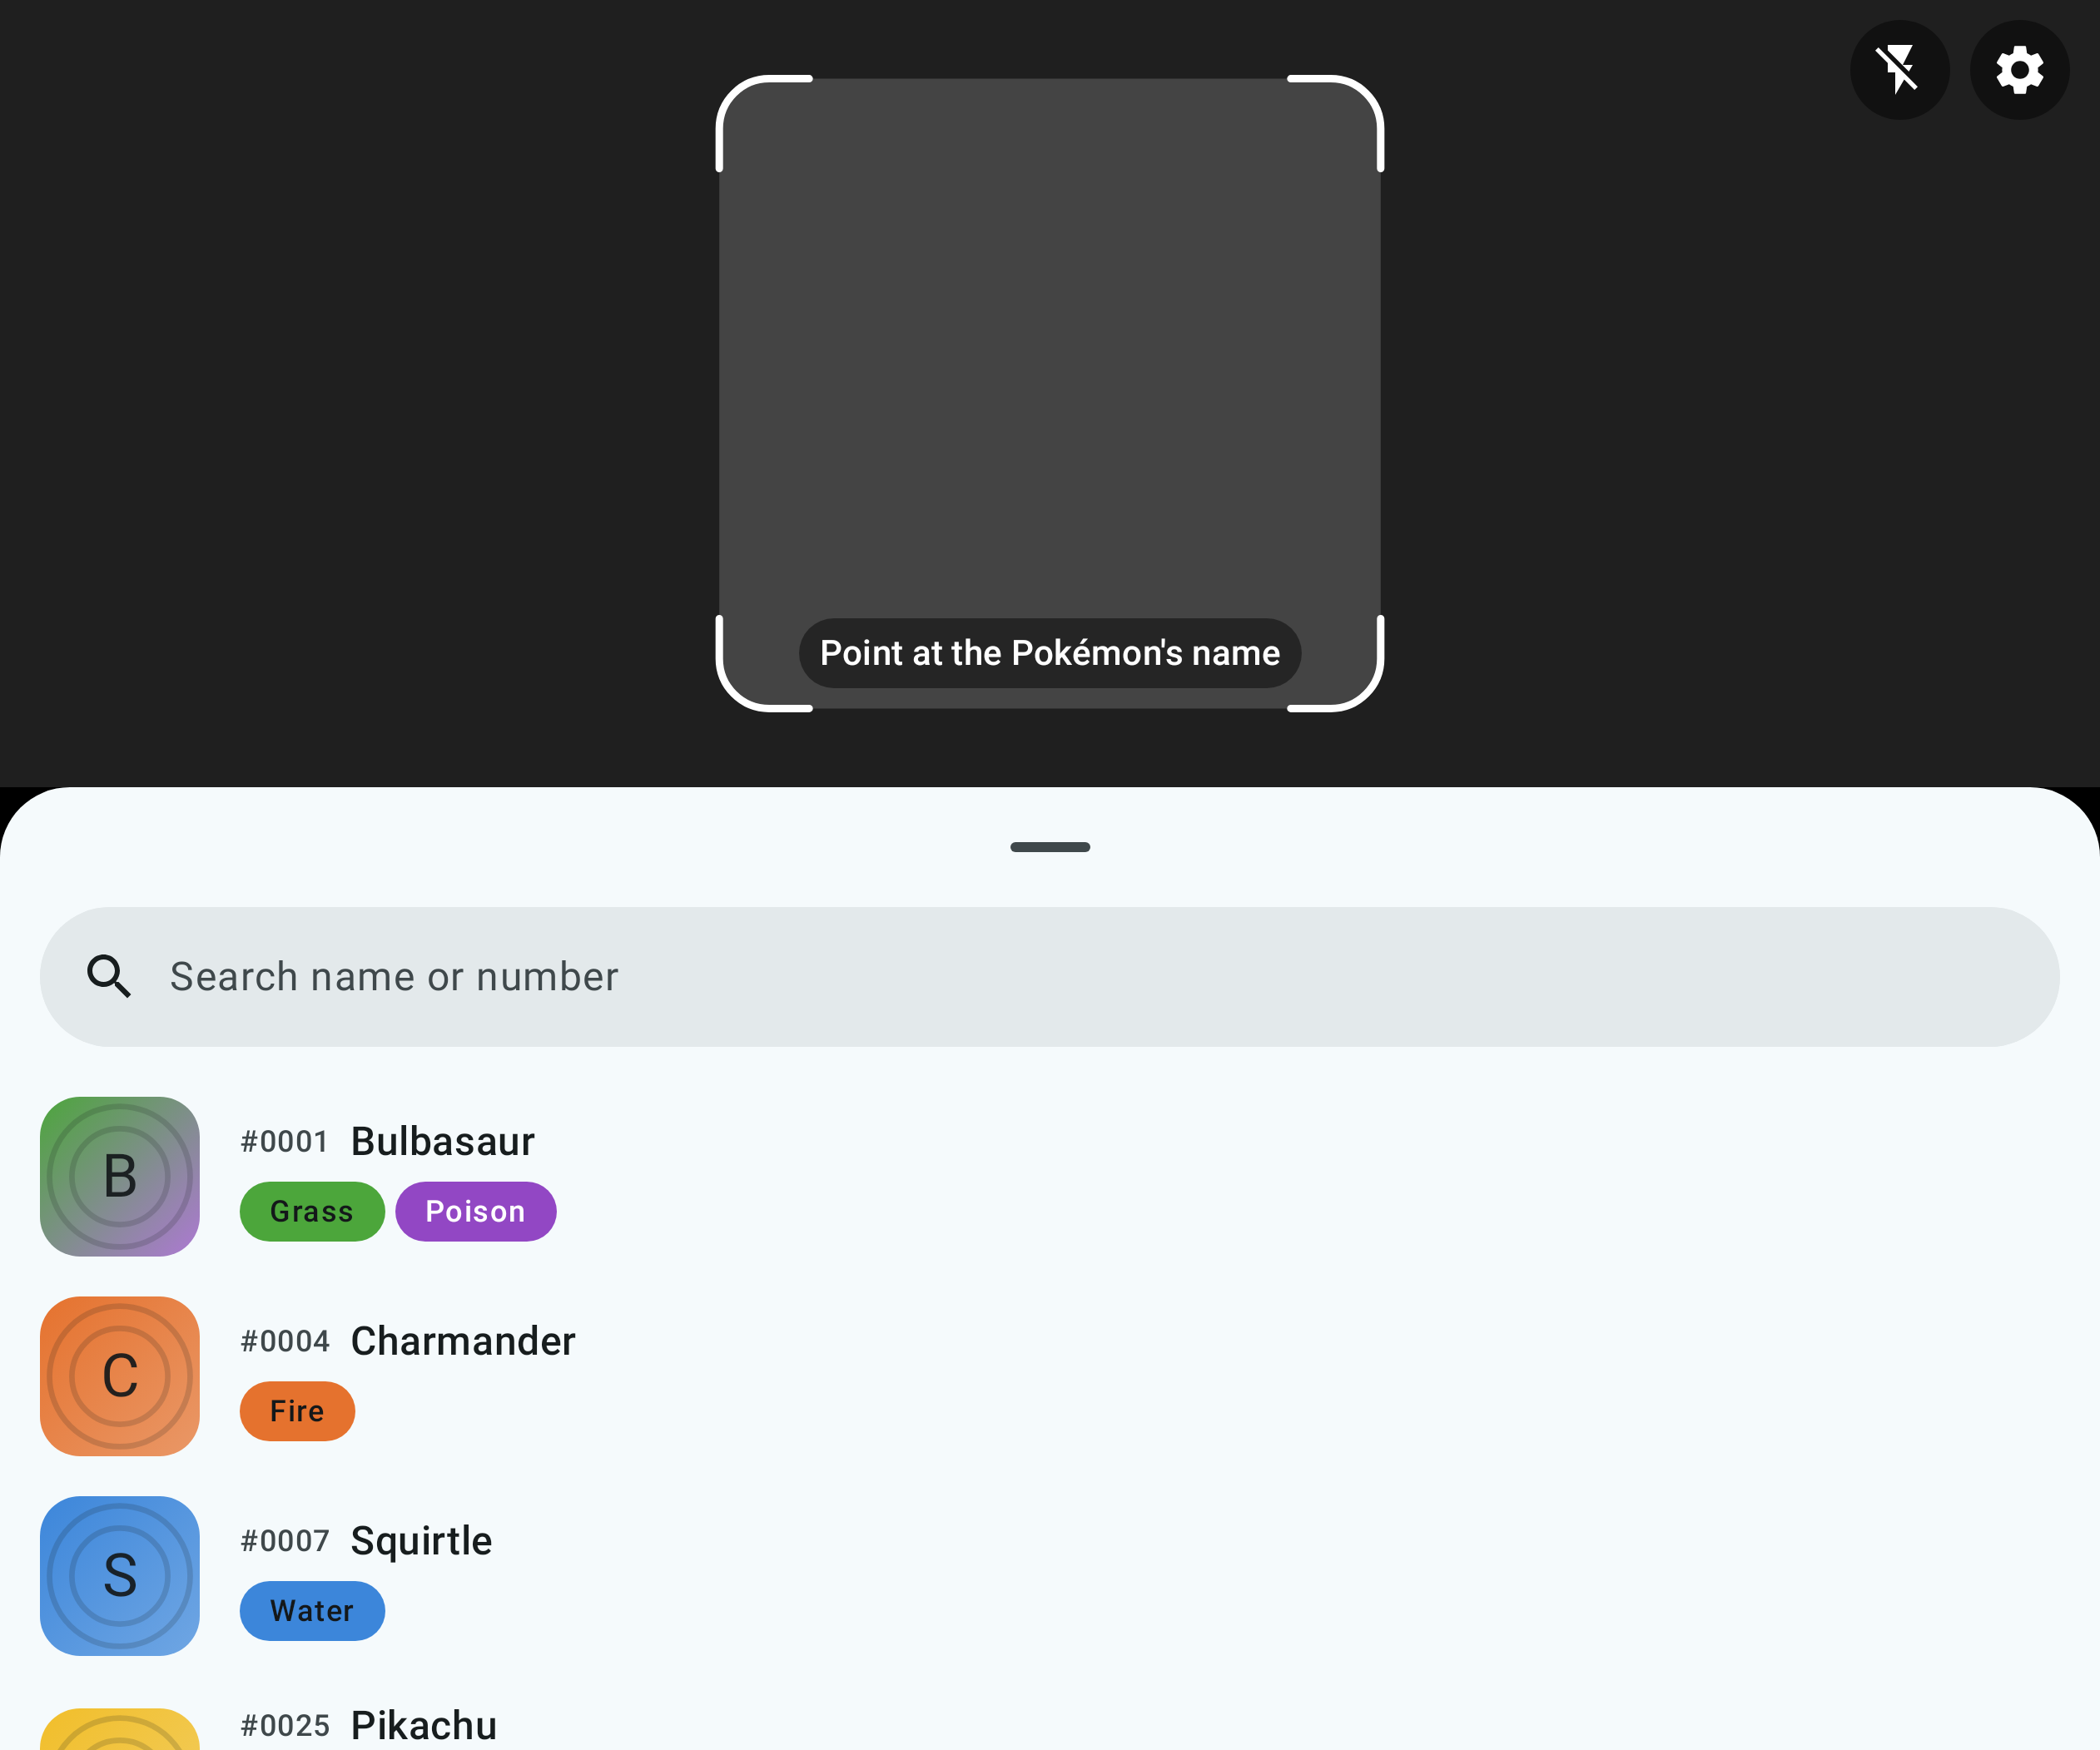 Point at the Pokémon's name
Search name or number
B
#0001 Bulbasaur
Grass Poison
C
#0004 Charmander
Fire
S
#0007 Squirtle
Water
#0025 Pikachu